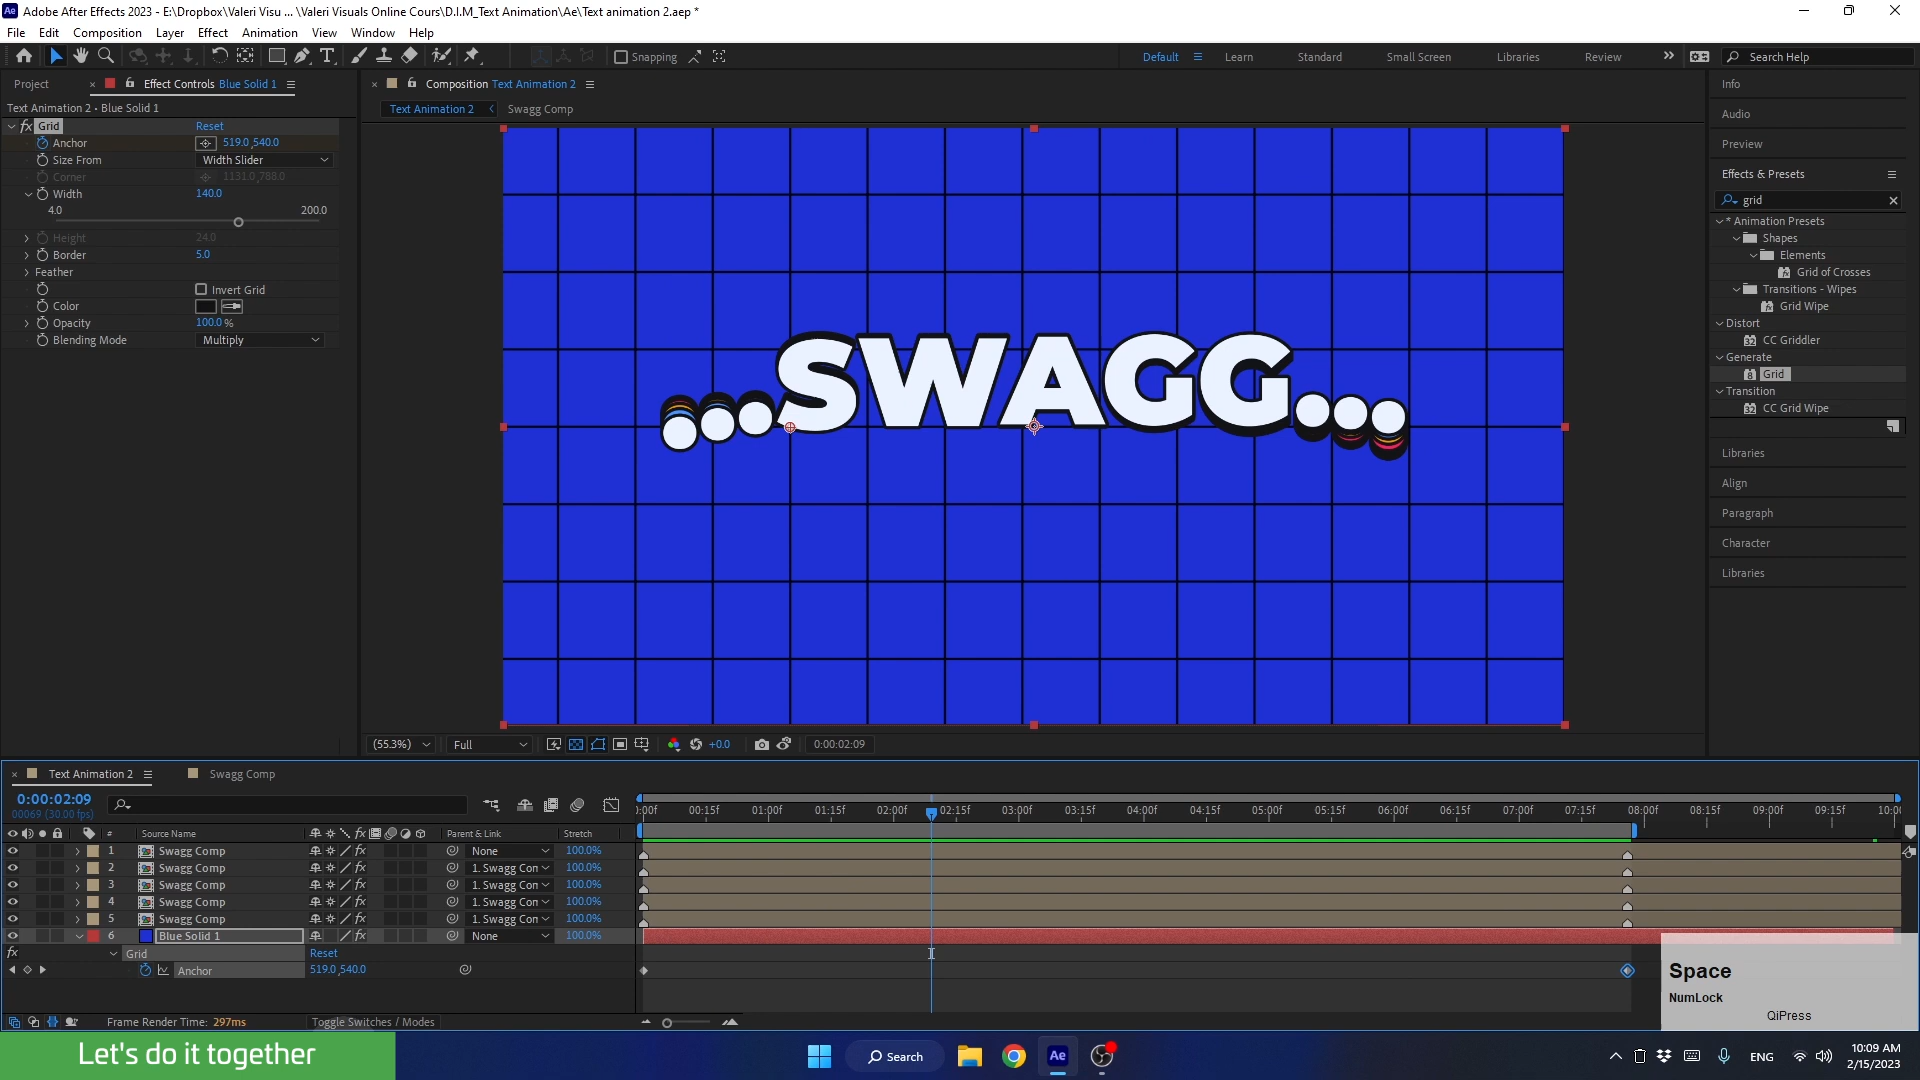 Adobe After Effects 2023 - E:\Dropbox\Valeri Visu ... \Valeri Visuals Online Cours\D.I.M_Text Animation\Ae\Text animation 2.aep *
File Edit Composition Layer Effect Animation View Window Help
Snapping
Default Learn Standard Small Screen Libraries Review
Search Help
Project Effect Controls Blue Solid 1
Text Animation 2 • Blue Solid 1
fx Grid Reset
Anchor 519.0,540.0
Size From Width Slider
Corner 1131.0,788.0
Width 140.0
4.0 200.0
Height 24.0
Border 5.0
Feather
Invert Grid
Color
Opacity 100.0 %
Blending Mode Multiply
Composition Text Animation 2
Text Animation 2 Swagg Comp
...SWAGG...
(55.3%) Full +0.0 0:00:02:09
Info
Audio
Preview
Effects & Presets
grid
* Animation Presets
Shapes
Elements
Grid of Crosses
Transitions - Wipes
Grid Wipe
Distort
CC Griddler
Generate
Grid
Transition
CC Grid Wipe
Libraries
Align
Paragraph
Character
Libraries
Text Animation 2 Swagg Comp
0:00:02:09
00069 (30.00 fps)
:00f 00:15f 01:00f 01:15f 02:00f 02:15f 03:00f 03:15f 04:00f 04:15f 05:00f 05:15f 06:00f 06:15f 07:00f 07:15f 08:00f 08:15f 09:00f 09:15f 10:0
# Source Name fx Parent & Link Stretch
1 Swagg Comp fx None 100.0%
2 Swagg Comp fx 1. Swagg Con 100.0%
3 Swagg Comp fx 1. Swagg Con 100.0%
4 Swagg Comp fx 1. Swagg Con 100.0%
5 Swagg Comp fx 1. Swagg Con 100.0%
6 Blue Solid 1 fx None 100.0%
fx Grid Reset
Anchor 519.0,540.0
Frame Render Time: 297ms Toggle Switches / Modes
Space
NumLock
QiPress
Let's do it together
Search
Ae
ENG
10:09 AM
2/15/2023